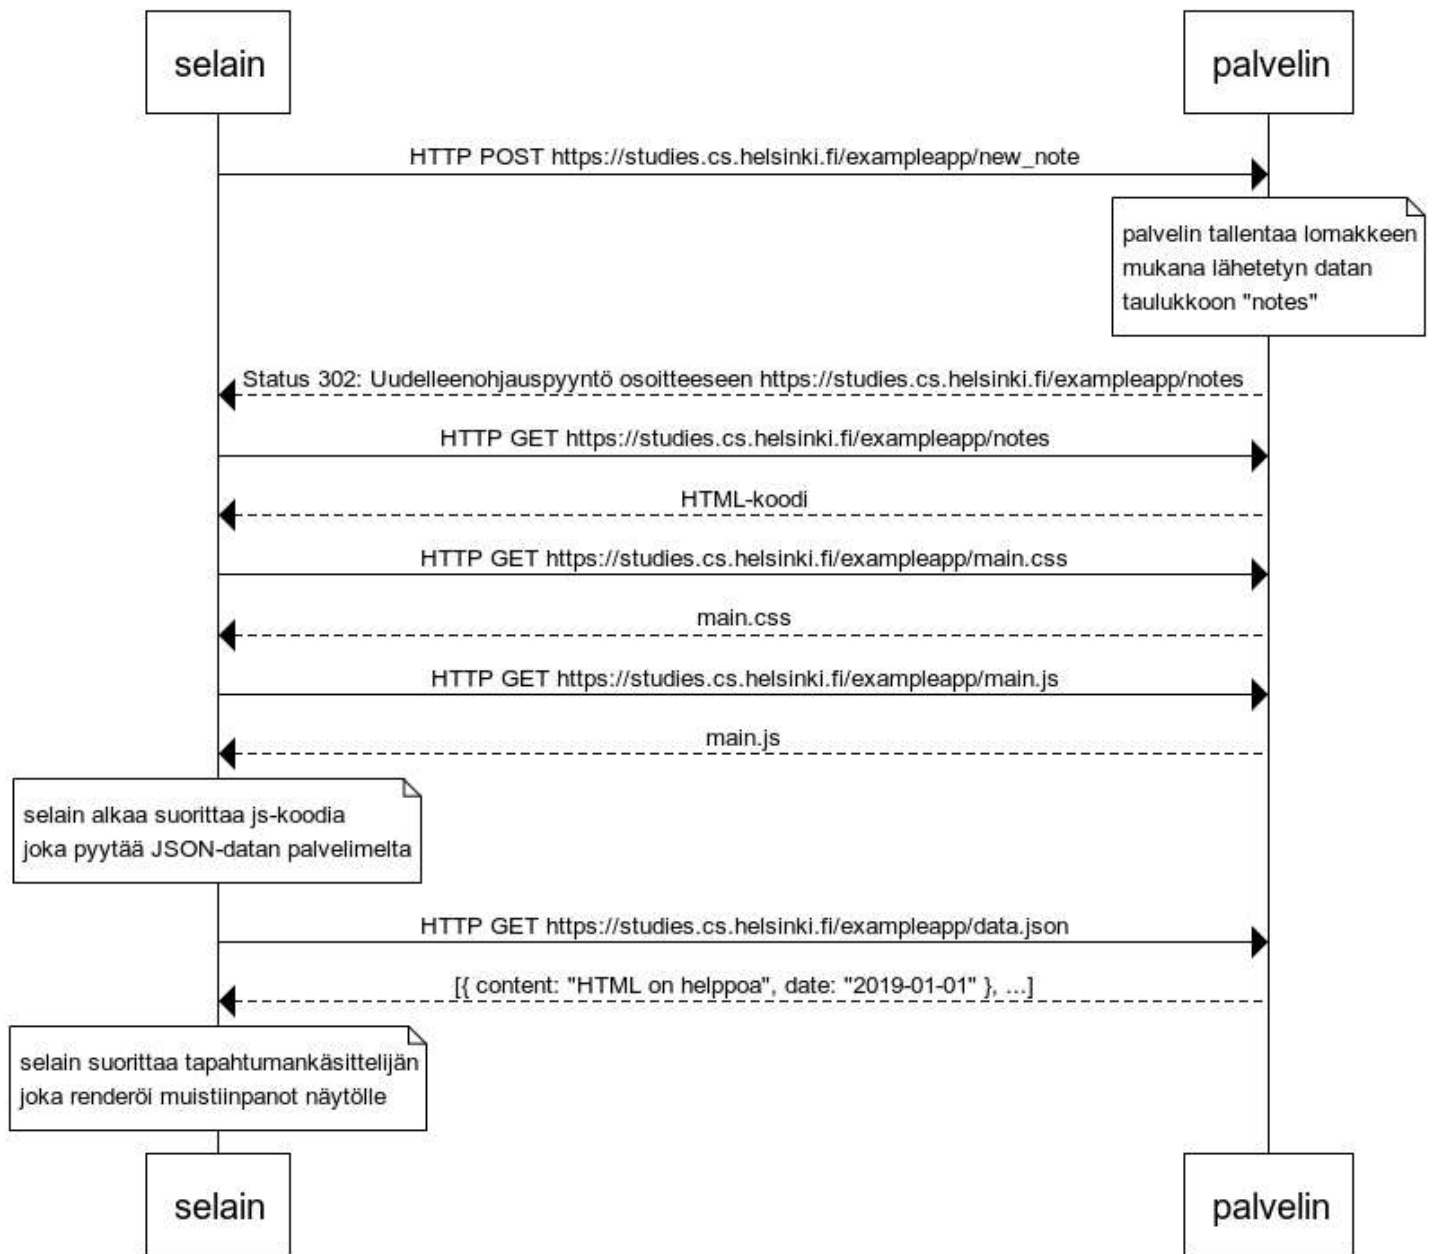 selain
palvelin
HTTP POST https://studies.cs.helsinki.fi/exampleapp/new_note
palvelin tallentaa lomakkeen
mukana lähetetyn datan
taulukkoon "notes"
Status 302: Uudelleenohjauspyyntö osoitteeseen https://studies.cs.helsinki.fi/exampleapp/notes
HTTP GET https://studies.cs.helsinki.fi/exampleapp/notes
HTML-koodi
HTTP GET https://studies.cs.helsinki.fi/exampleapp/main.css
main.css
HTTP GET https://studies.cs.helsinki.fi/exampleapp/main.js
main.js
selain alkaa suorittaa js-koodia
joka pyytää JSON-datan palvelimelta
HTTP GET https://studies.cs.helsinki.fi/exampleapp/data.json
[{ content: "HTML on helppoa", date: "2019-01-01" }, ...]
selain suorittaa tapahtumankäsittelijän
joka renderöi muistiinpanot näytölle
selain
palvelin